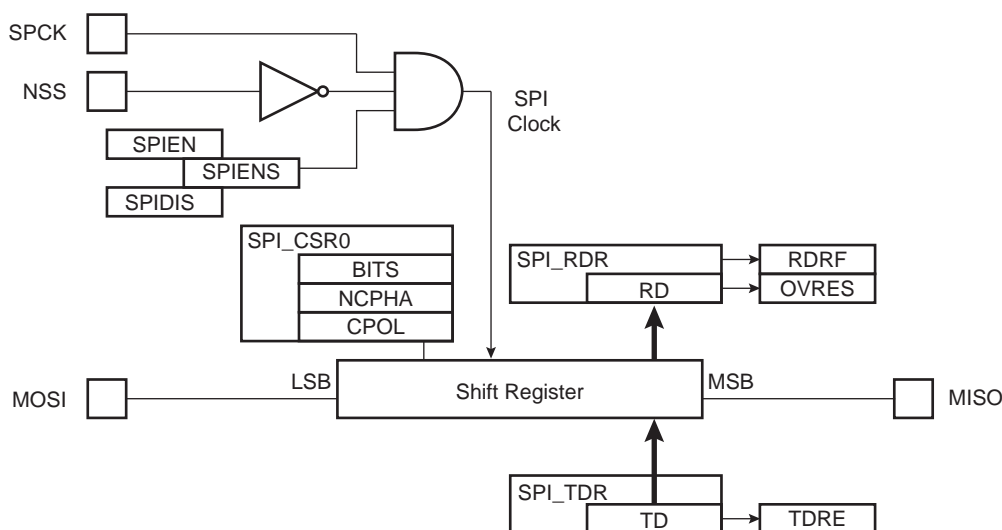 SPCK
NSS
SPI
Clock
SPIEN
SPIENS
SPIDIS
SPI_CSR0
BITS
NCPHA
CPOL
SPI_RDR
RD
RDRF
OVRES
MOSI
LSB
Shift Register
MSB
MISO
SPI_TDR
TD
TDRE